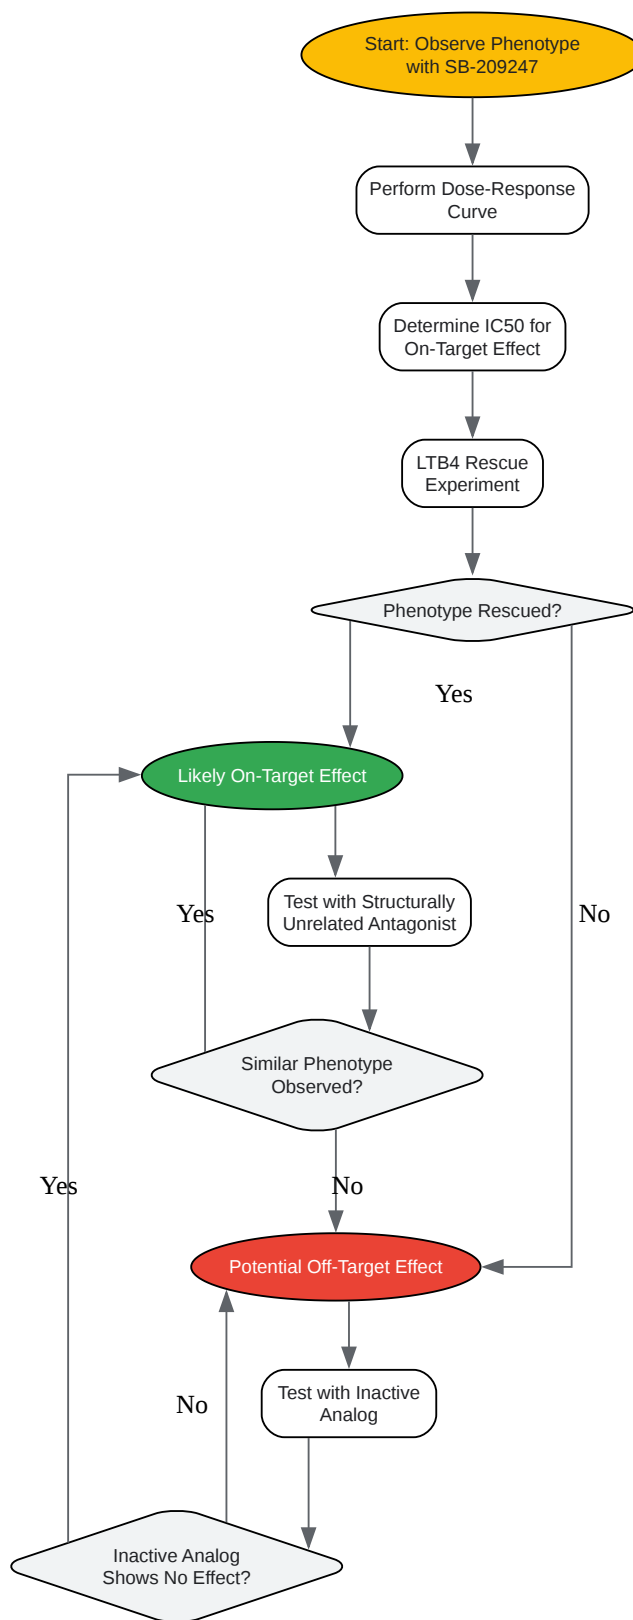 Start: Observe Phenotype
with SB-209247
Perform Dose-Response
Curve
Determine IC50 for
On-Target Effect
LTB4 Rescue
Experiment
Phenotype Rescued?
Yes
Likely On-Target Effect
Test with Structurally
Unrelated Antagonist
Yes
No
Similar Phenotype
Observed?
Yes
No
Potential Off-Target Effect
Test with Inactive
Analog
No
Inactive Analog
Shows No Effect?